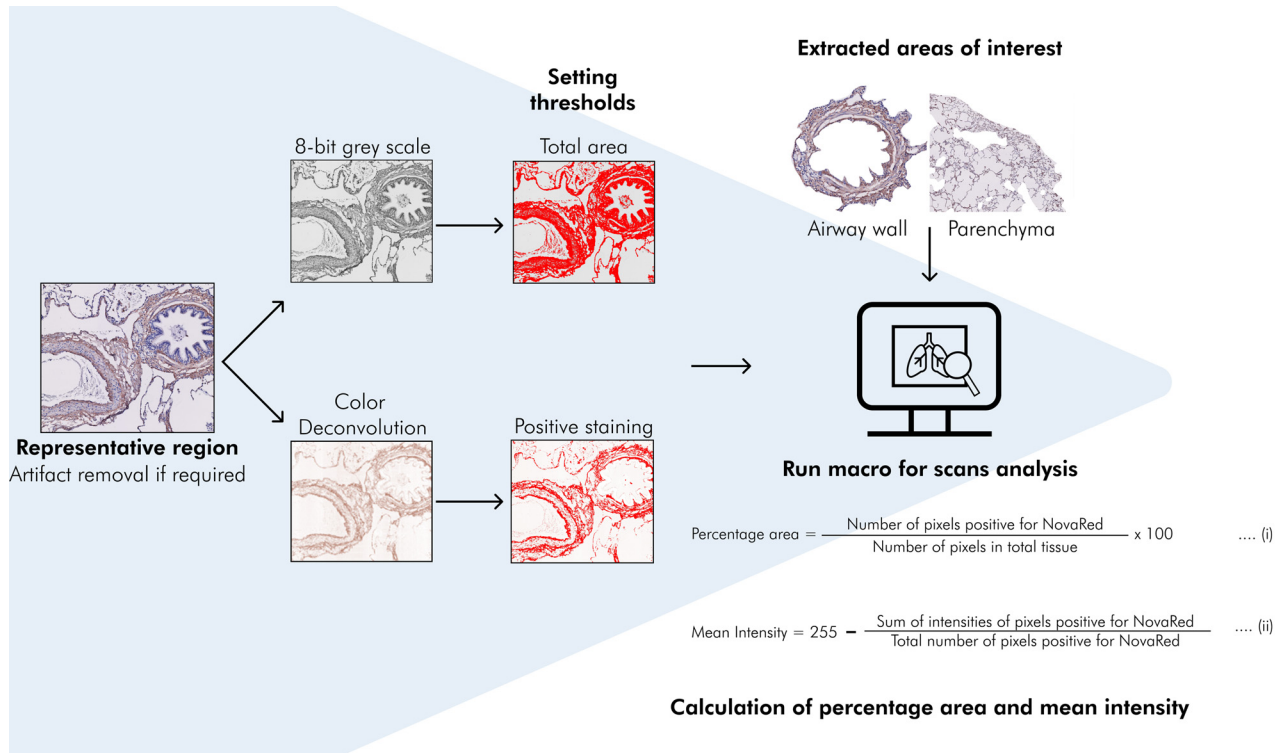 Extracted areas of interest
Setting
thresholds
8-bit grey scale
Total area
Airway wall
Parenchyma
Representative region
Artifact removal if required
Color
Deconvolution
Positive staining
Run macro for scans analysis
Percentage area = Number of pixels positive for NovaRed / Number of pixels in total tissue x 100 .... (i)
Mean Intensity = 255 - Sum of intensities of pixels positive for NovaRed / Total number of pixels positive for NovaRed .... (ii)
Calculation of percentage area and mean intensity